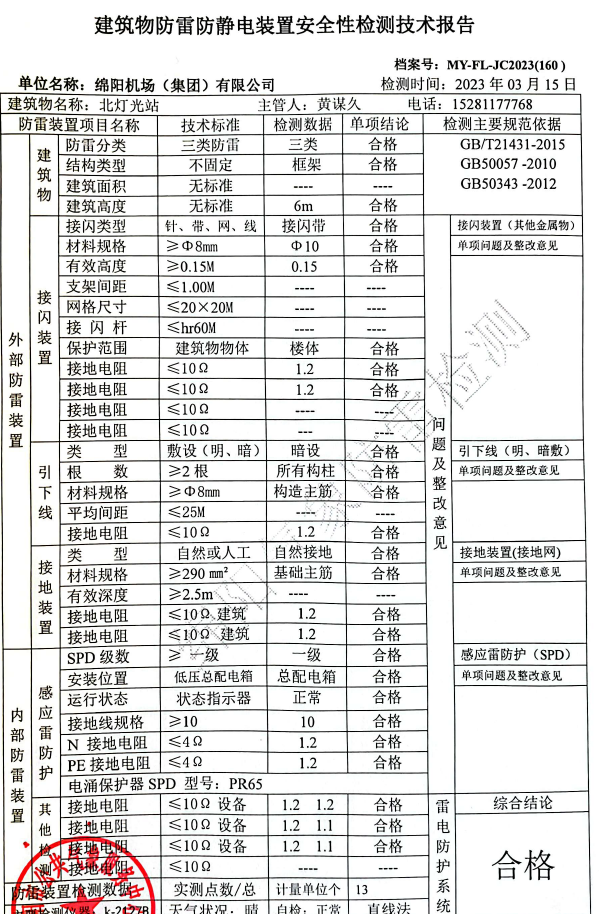 建筑物防雷防静电装置安全性检测技术报告
档案号：MY-FL-JC2023(160 )
单位名称：绵阳机场（集团）有限公司 检测时间：2023 年 03 月 15 日
建筑物名称：北灯光站 主管人：黄谋久 电话：15281177768
防雷装置项目名称 技术标准 检测数据 单项结论 检测主要规范依据
外部防雷装置
建筑物
防雷分类 三类防雷 三类 合格 GB/T21431-2015
结构类型 不固定 框架 合格 GB50057 -2010
建筑面积 无标准 ---- ---- GB50343 -2012
建筑高度 无标准 6m 合格
接闪装置
问题及整改意见
接闪类型 针、带、网、线 接闪带 合格 接闪装置（其他金属物）
材料规格 ≥Φ8mm Φ10 合格 单项问题及整改意见
有效高度 ≥0.15M 0.15 合格
支架间距 ≤1.00M ---- ----
网格尺寸 ≤20×20M ---- ----
接 闪 杆 ≤hr60M ---- ----
保护范围 建筑物物体 楼体 合格
接地电阻 ≤10Ω 1.2 合格
接地电阻 ≤10Ω 1.2 合格
接地电阻 ≤10Ω ---- ----
接地电阻 ≤10Ω ---- ----
引下线
类 型 敷设（明、暗） 暗设 合格 引下线（明、暗敷）
根 数 ≥2 根 所有构柱 合格 单项问题及整改意见
材料规格 ≥Φ8mm 构造主筋 合格
平均间距 ≤25M ---- ----
接地电阻 ≤10Ω 1.2 合格
接地装置
类 型 自然或人工 自然接地 合格 接地装置(接地网)
材料规格 ≥290 mm² 基础主筋 合格 单项问题及整改意见
有效深度 ≥2.5m ---- ----
接地电阻 ≤10Ω 建筑 1.2 合格
接地电阻 ≤10Ω 建筑 1.2 合格
内部防雷装置
感应雷防护
SPD 级数 ≥ 一级 一级 合格 感应雷防护（SPD）
安装位置 低压总配电箱 总配电箱 合格 单项问题及整改意见
运行状态 状态指示器 正常 合格
接地线规格 ≥10 10 合格
N 接地电阻 ≤4Ω 1.2 合格
PE 接地电阻 ≤4Ω 1.2 合格
电涌保护器 SPD 型号：PR65
其他检测
雷电防护系统
接地电阻 ≤10Ω 设备 1.2 1.2 合格 综合结论
接地电阻 ≤10Ω 设备 1.2 1.1 合格
接地电阻 ≤10Ω 设备 1.2 1.1 合格 合格
接地电阻 ≤10Ω ---- ----
防雷装置检测数据 实测点数/总 计量单位个 13
检测仪器：k-2127B 天气状况：晴 自检：正常 直线法